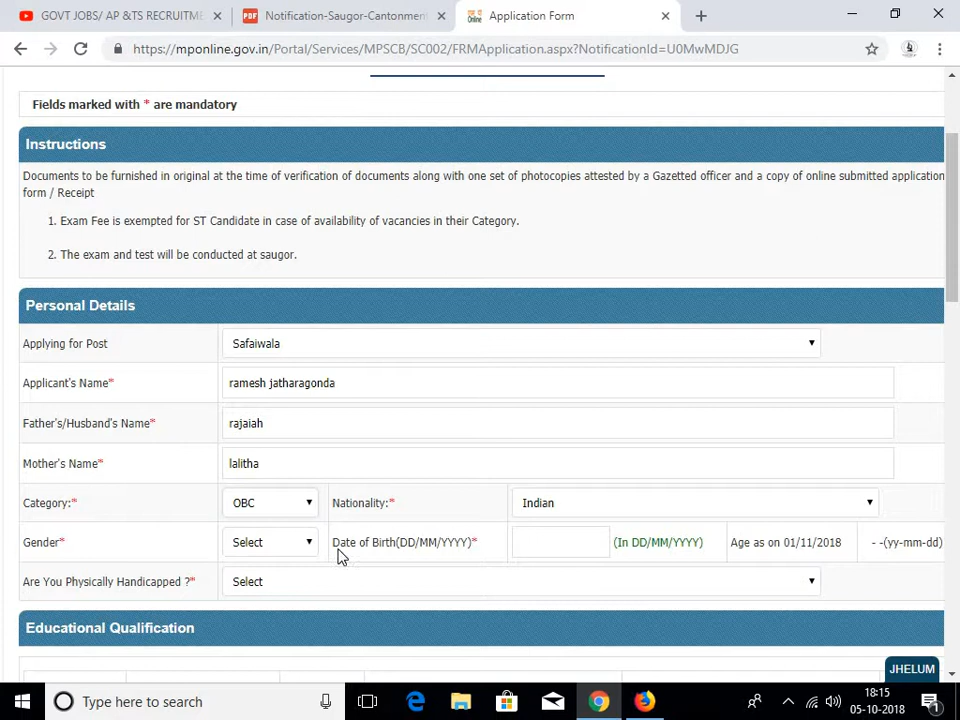 GOVT JOBS/ AP &TS RECRUITME
Notification-Saugor-Cantonment
Application Form
https://mponline.gov.in/Portal/Services/MPSCB/SC002/FRMApplication.aspx?NotificationId=U0MwMDJG
Fields marked with * are mandatory
Instructions
Documents to be furnished in original at the time of verification of documents along with one set of photocopies attested by a Gazetted officer and a copy of online submitted application
form / Receipt
1. Exam Fee is exempted for ST Candidate in case of availability of vacancies in their Category.
2. The exam and test will be conducted at saugor.
Personal Details
Applying for Post Safaiwala
Applicant's Name* ramesh jatharagonda
Father's/Husband's Name* rajaiah
Mother's Name* lalitha
Category:* OBC Nationality:* Indian
Gender* Select Date of Birth(DD/MM/YYYY)* (In DD/MM/YYYY) Age as on 01/11/2018 - -(yy-mm-dd)
Are You Physically Handicapped ?* Select
Educational Qualification
JHELUM
Type here to search
18:15
05-10-2018
1